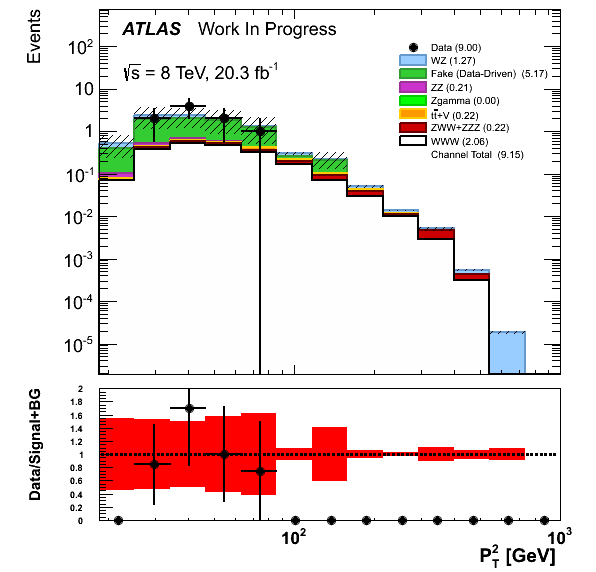 Events
ATLAS Work In Progress
√s = 8 TeV, 20.3 fb⁻¹
Data (9.00)
WZ (1.27)
Fake (Data-Driven) (5.17)
ZZ (0.21)
Zgamma (0.00)
tt̄+V (0.22)
ZWW+ZZZ (0.22)
WWW (2.06)
Channel Total (9.15)
10²
10
1
10⁻¹
10⁻²
10⁻³
10⁻⁴
10⁻⁵
Data/Signal+BG
2
1.8
1.6
1.4
1.2
1
0.8
0.6
0.4
0.2
0
10² 10³
P²_T [GeV]